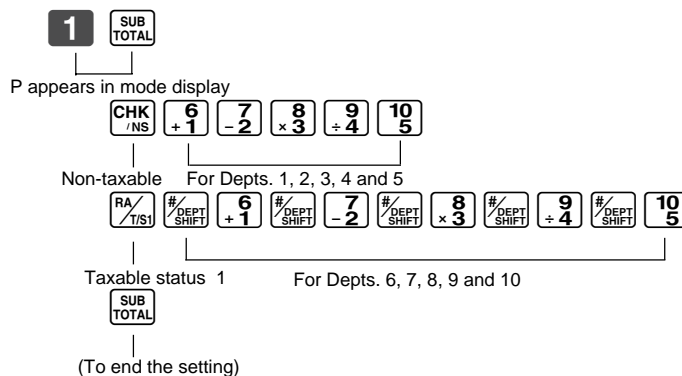 1 SUB TOTAL
P appears in mode display
CHK /NS 6 +1 7 -2 8 ×3 9 ÷4 10 5
Non-taxable For Depts. 1, 2, 3, 4 and 5
RA/ T/S1 #/ DEPT SHIFT 6 +1 #/ DEPT SHIFT 7 -2 #/ DEPT SHIFT 8 ×3 #/ DEPT SHIFT 9 ÷4 #/ DEPT SHIFT 10 5
Taxable status 1 For Depts. 6, 7, 8, 9 and 10
SUB TOTAL
(To end the setting)